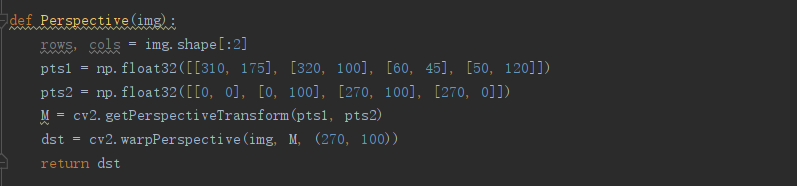 def Perspective(img):
    rows, cols = img.shape[:2]
    pts1 = np.float32([[310, 175], [320, 100], [60, 45], [50, 120]])
    pts2 = np.float32([[0, 0], [0, 100], [270, 100], [270, 0]])
    M = cv2.getPerspectiveTransform(pts1, pts2)
    dst = cv2.warpPerspective(img, M, (270, 100))
    return dst